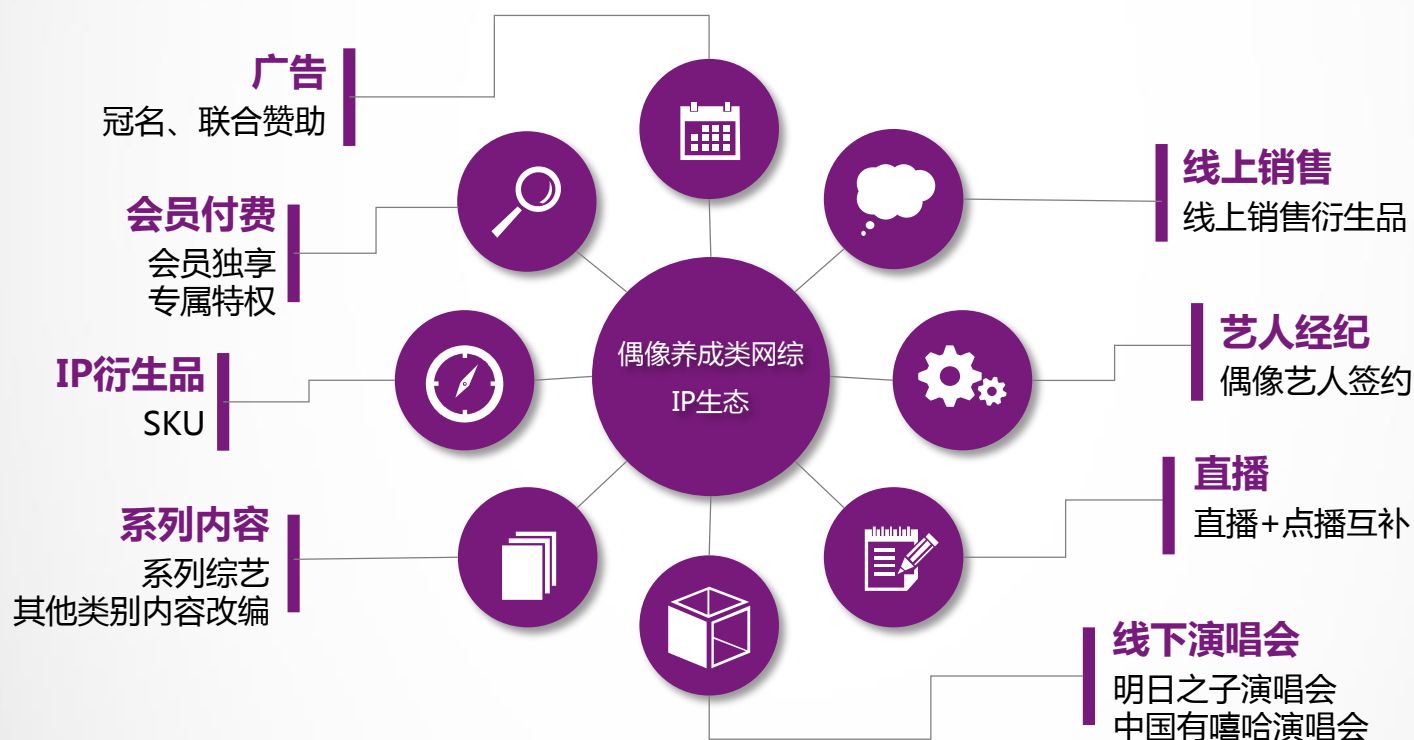 广告
冠名、联合赞助
会员付费
会员独享
专属特权
IP衍生品
SKU
系列内容
系列综艺
其他类别内容改编
偶像养成类网综
IP生态
线上销售
线上销售衍生品
艺人经纪
偶像艺人签约
直播
直播+点播互补
线下演唱会
明日之子演唱会
中国有嘻哈演唱会